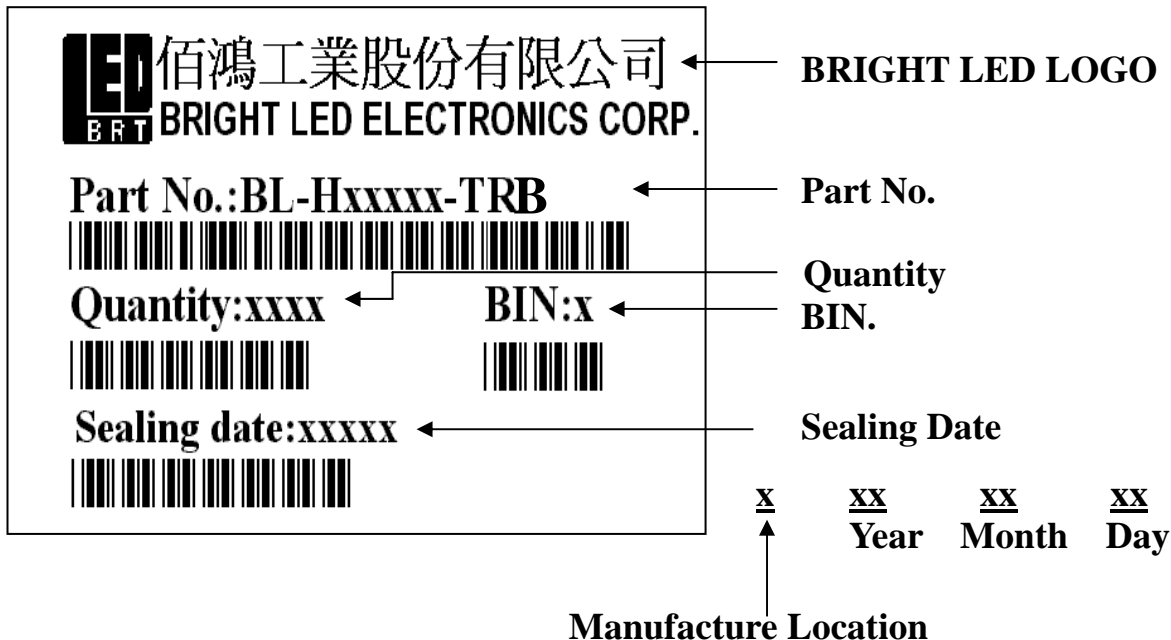 LED 佰鴻工業股份有限公司 BRIGHT LED LOGO
BRT BRIGHT LED ELECTRONICS CORP.
Part No.:BL-Hxxxxx-TRB Part No.
Quantity
Quantity:xxxx BIN:x BIN.
Sealing date:xxxxx Sealing Date
x xx xx xx
Year Month Day
Manufacture Location